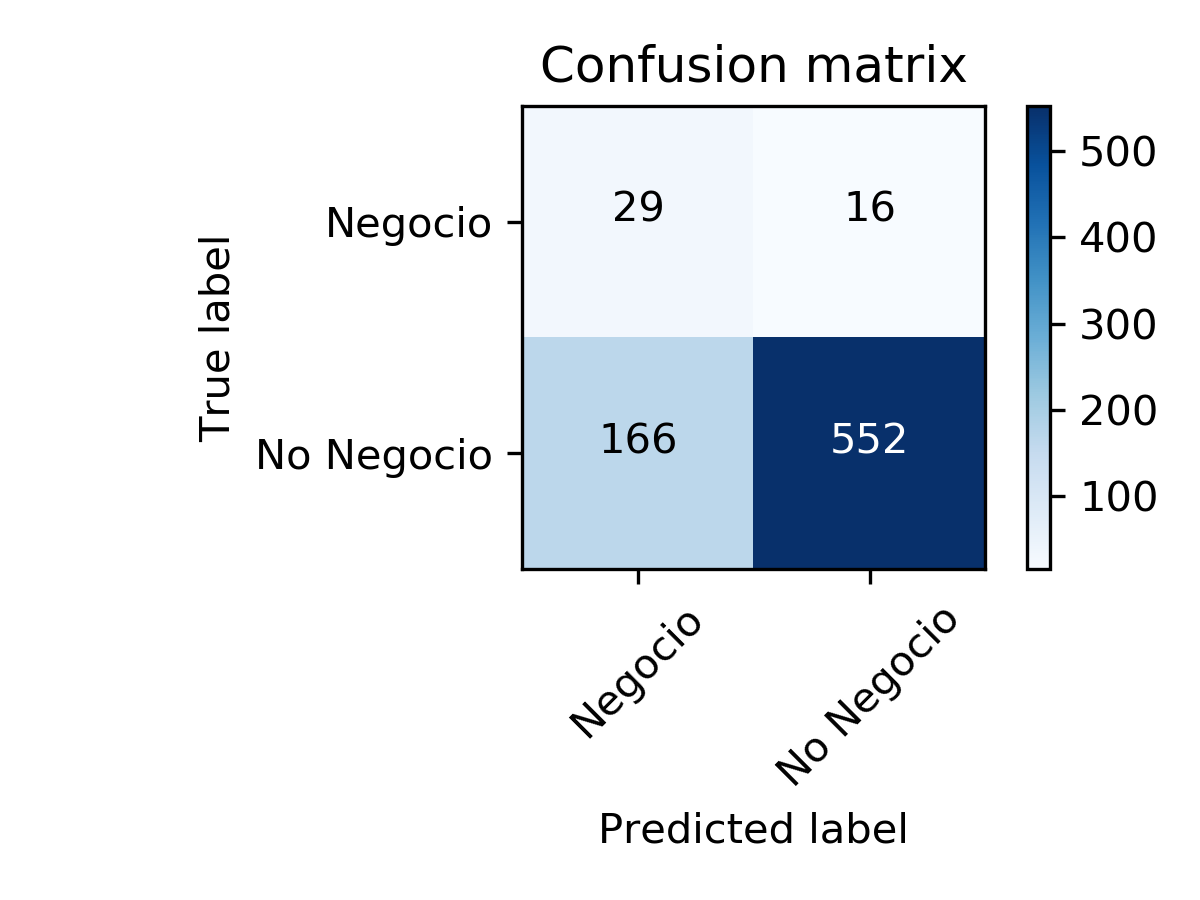 Confusion matrix
True label
Negocio
No Negocio
29 16
166 552
Negocio
No Negocio
Predicted label
500
400
300
200
100